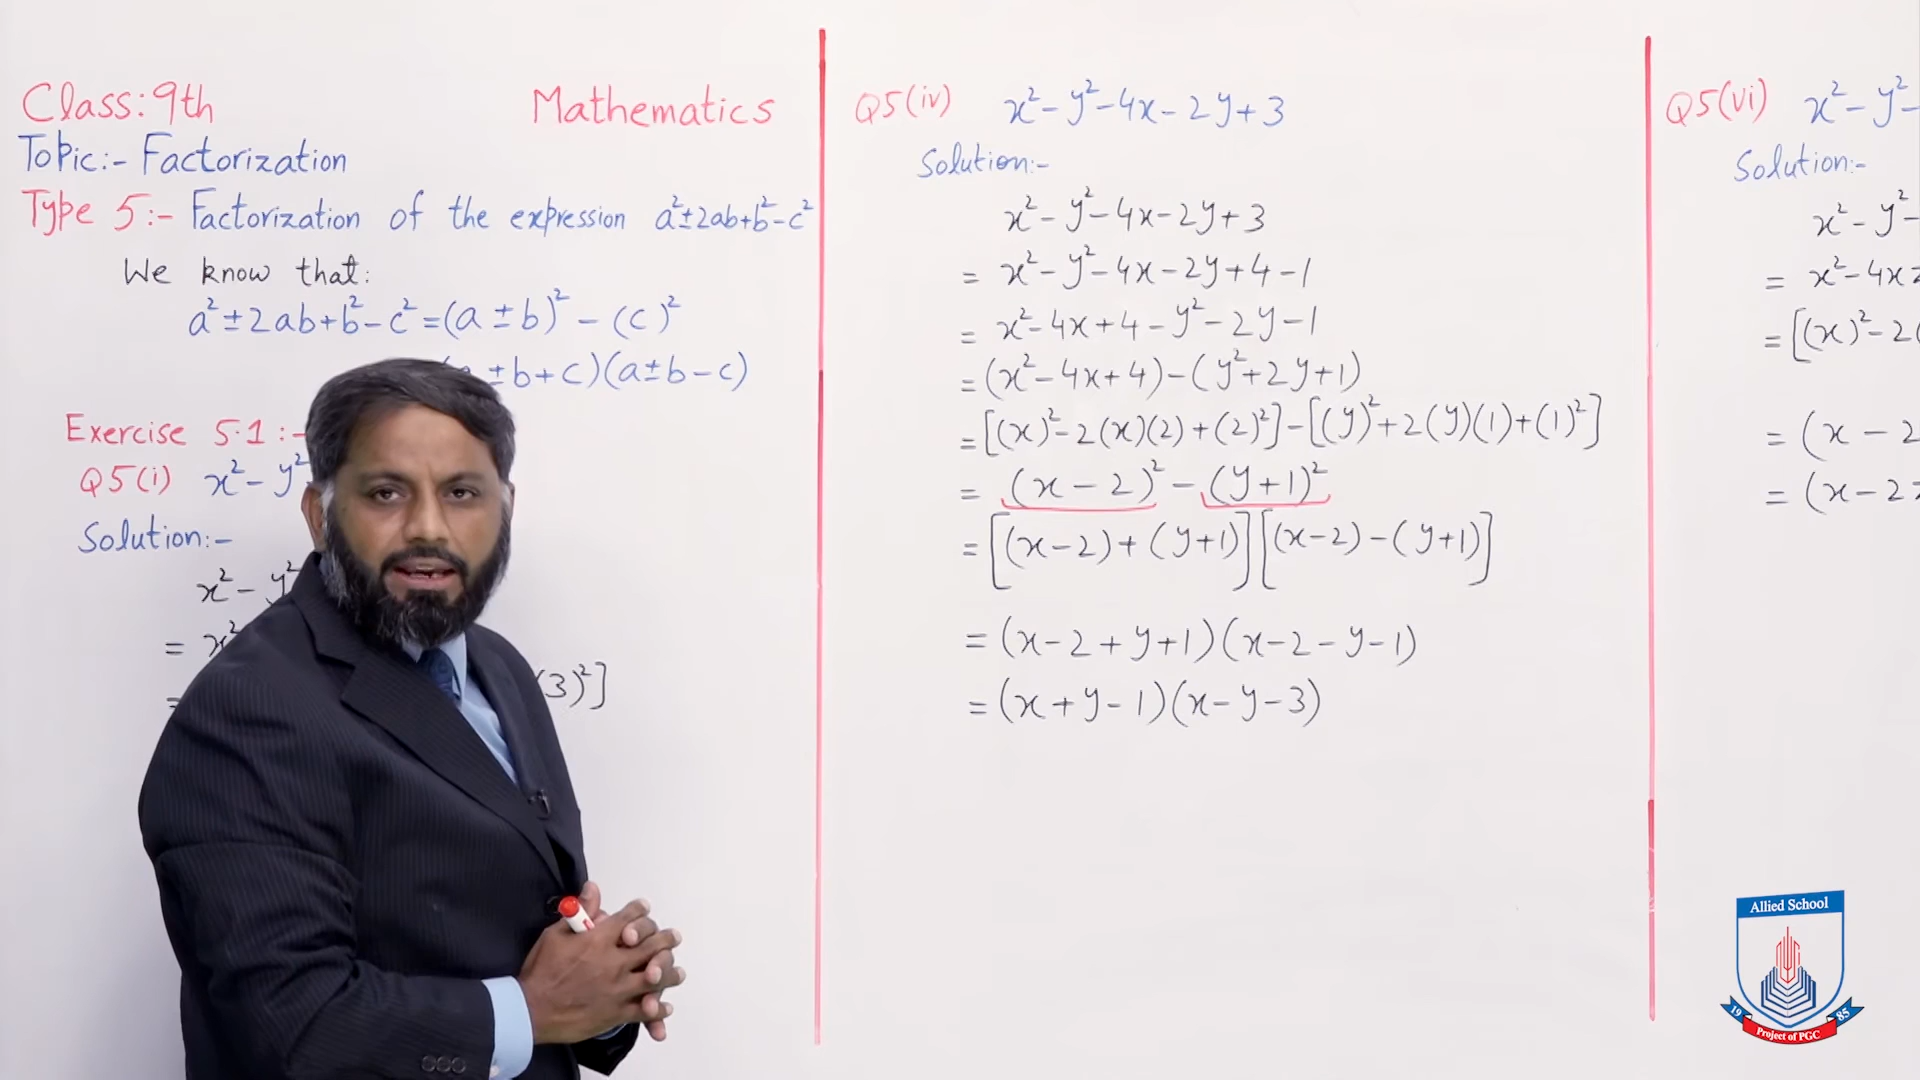 Class: 9th Mathematics
Topic:- Factorization
Type 5:- Factorization of the expression a²±2ab+b²-c²
We know that:
a²±2ab+b²-c²=(a±b)²-(c)²
±b+c)(a±b-c)
Exercise 5.1:-
Q5(i) x²-y²
Solution:-
x²-y²
= x²
=
(3)²]
Q5(iv) x²-y²-4x-2y+3
Solution:-
x²-y²-4x-2y+3
= x²-y²-4x-2y+4-1
= x²-4x+4-y²-2y-1
=(x²-4x+4)-(y²+2y+1)
=[(x)²-2(x)(2)+(2)²]-[(y)²+2(y)(1)+(1)²]
= (x-2)²-(y+1)²
=[(x-2)+(y+1)][(x-2)-(y+1)]
=(x-2+y+1)(x-2-y-1)
=(x+y-1)(x-y-3)
Q5(vi) x²-y²-
Solution:-
x²-y²-
= x²-4x
=[(x)²-2(
=(x-2
=(x-2
Allied School
1985
Project of PGC